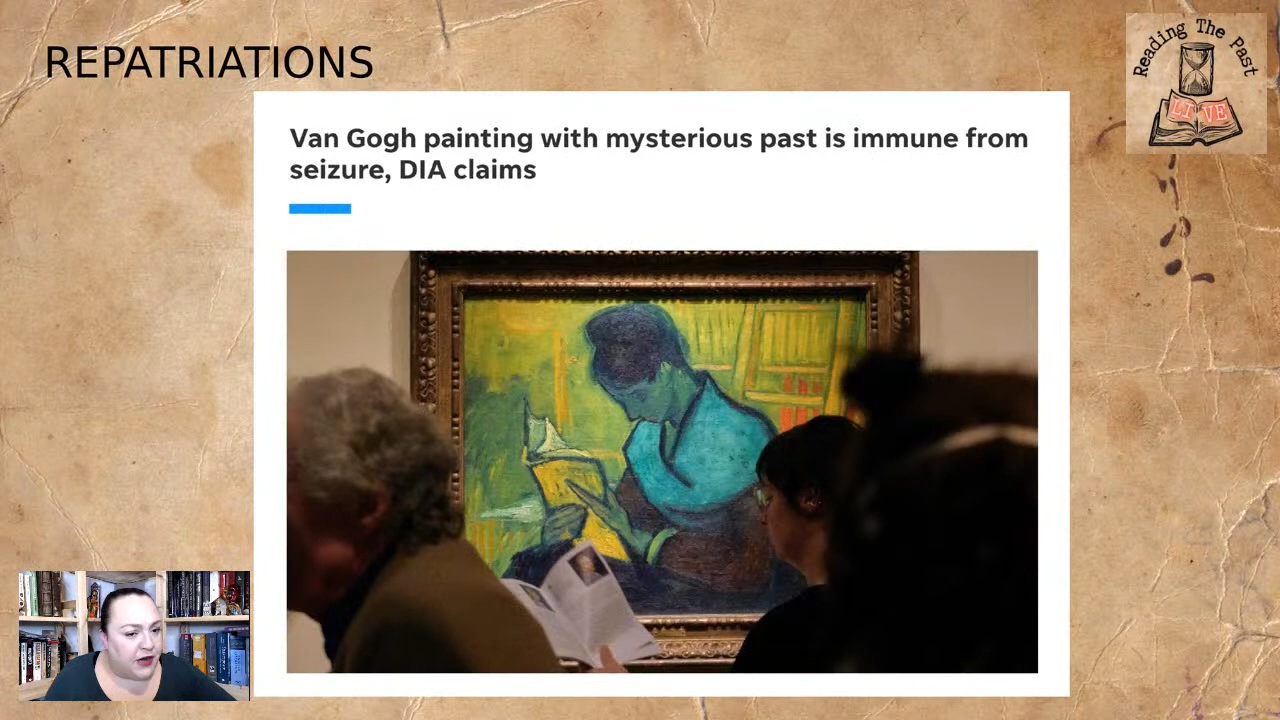 REPATRIATIONS
Reading The Past
LIVE
Van Gogh painting with mysterious past is immune from
seizure, DIA claims